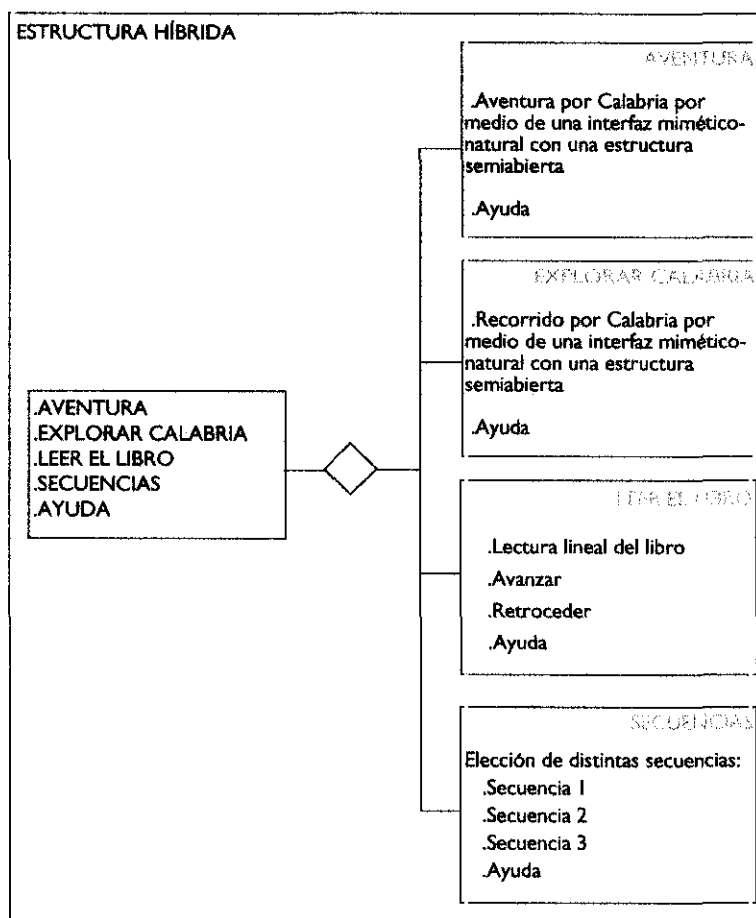 ESTRUCTURA HÍBRIDA
.AVENTURA
.EXPLORAR CALABRIA
.LEER EL LIBRO
.SECUENCIAS
.AYUDA
AVENTURA
.Aventura por Calabria por
medio de una interfaz mimético-
natural con una estructura
semiabierta
.Ayuda
EXPLORAR CALABRIA
.Recorrido por Calabria por
medio de una interfaz mimético-
natural con una estructura
semiabierta
.Ayuda
LEER EL LIBRO
.Lectura lineal del libro
.Avanzar
.Retroceder
.Ayuda
SECUENCIAS
Elección de distintas secuencias:
.Secuencia 1
.Secuencia 2
.Secuencia 3
.Ayuda